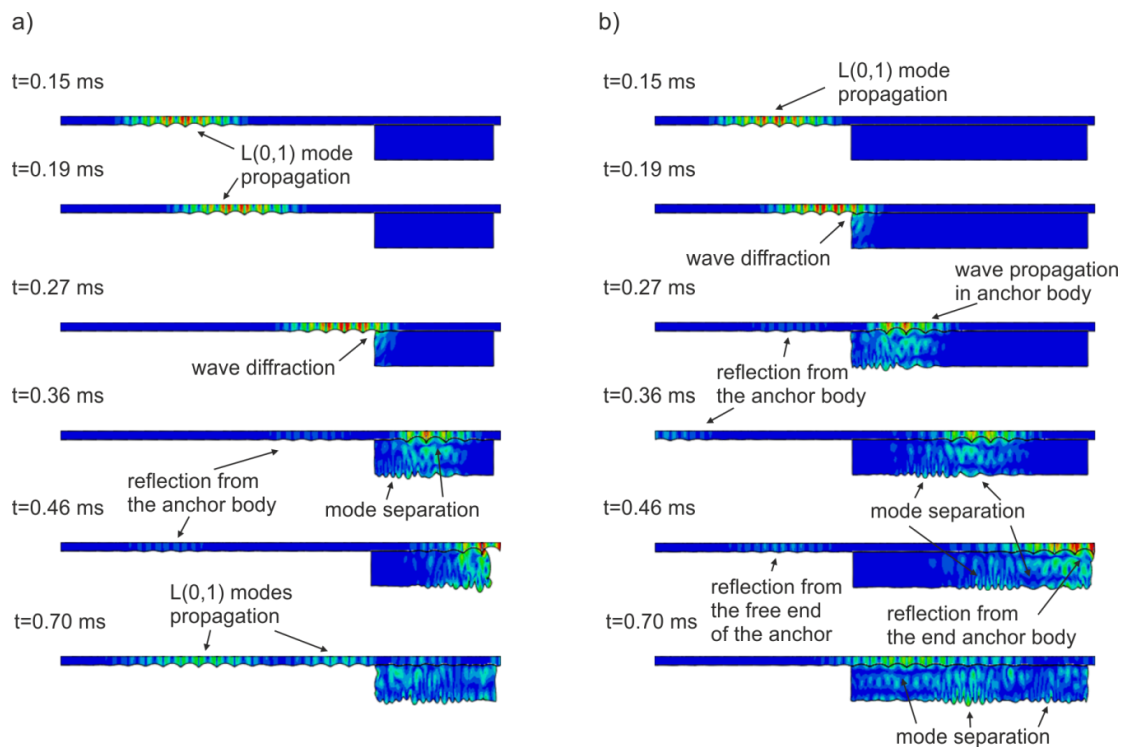 a)
t=0.15 ms
L(0,1) mode
propagation
t=0.19 ms
t=0.27 ms
wave diffraction
t=0.36 ms
reflection from
the anchor body
mode separation
t=0.46 ms
L(0,1) modes
propagation
t=0.70 ms
b)
t=0.15 ms
L(0,1) mode
propagation
t=0.19 ms
wave diffraction
wave propagation
in anchor body
t=0.27 ms
reflection from
the anchor body
t=0.36 ms
mode separation
t=0.46 ms
reflection from
the free end
of the anchor
reflection from
the end anchor body
t=0.70 ms
mode separation